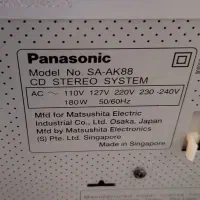 Panasonic
Model No. SA-AK88
CD STEREO SYSTEM
AC ~ 110V 127V 220V 230-240V
180W 50/60Hz
Mtd for Matsushita Electric
Industrial Co., Ltd. Osaka, Japan
Mfd by Matsushita Electronics
(S) Pte. Ltd. Singapore
Made in Singapore